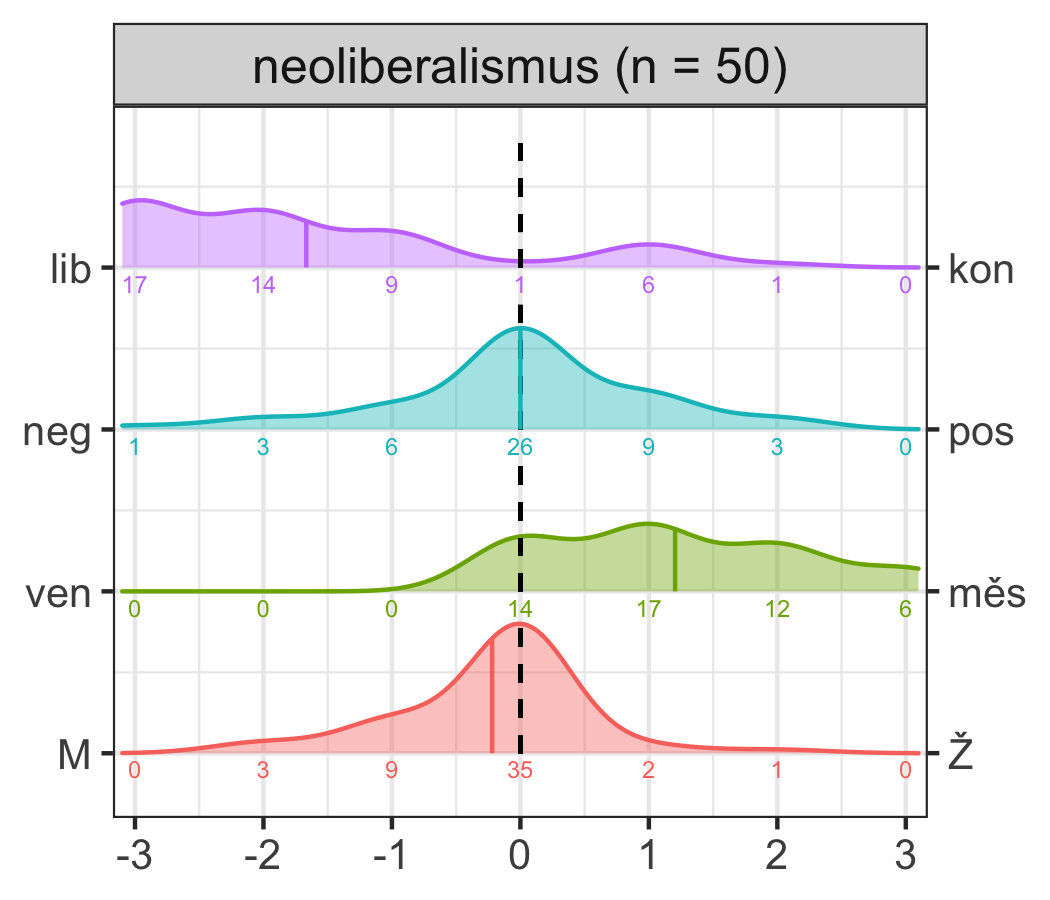 neoliberalismus (n = 50)
lib kon
17 14 9 1 6 1 0
neg pos
1 3 6 26 9 3 0
ven měs
0 0 0 14 17 12 6
M Ž
0 3 9 35 2 1 0
-3 -2 -1 0 1 2 3